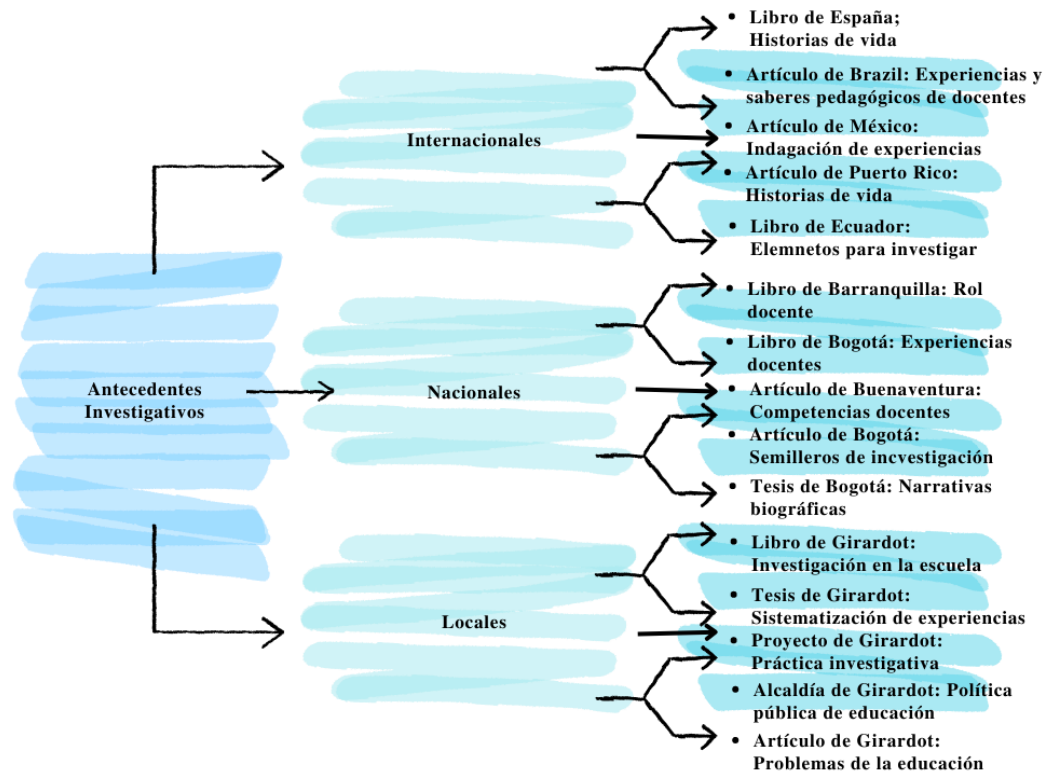 Antecedentes
Investigativos
Internacionales
• Libro de España;
Historias de vida
• Artículo de Brazil: Experiencias y
saberes pedagógicos de docentes
• Artículo de México:
Indagación de experiencias
• Artículo de Puerto Rico:
Historias de vida
• Libro de Ecuador:
Elemnetos para investigar
Nacionales
• Libro de Barranquilla: Rol
docente
• Libro de Bogotá: Experiencias
docentes
• Artículo de Buenaventura:
Competencias docentes
• Artículo de Bogotá:
Semilleros de incvestigación
• Tesis de Bogotá: Narrativas
biográficas
Locales
• Libro de Girardot:
Investigación en la escuela
• Tesis de Girardot:
Sistematización de experiencias
• Proyecto de Girardot:
Práctica investigativa
• Alcaldía de Girardot: Política
pública de educación
• Artículo de Girardot:
Problemas de la educación